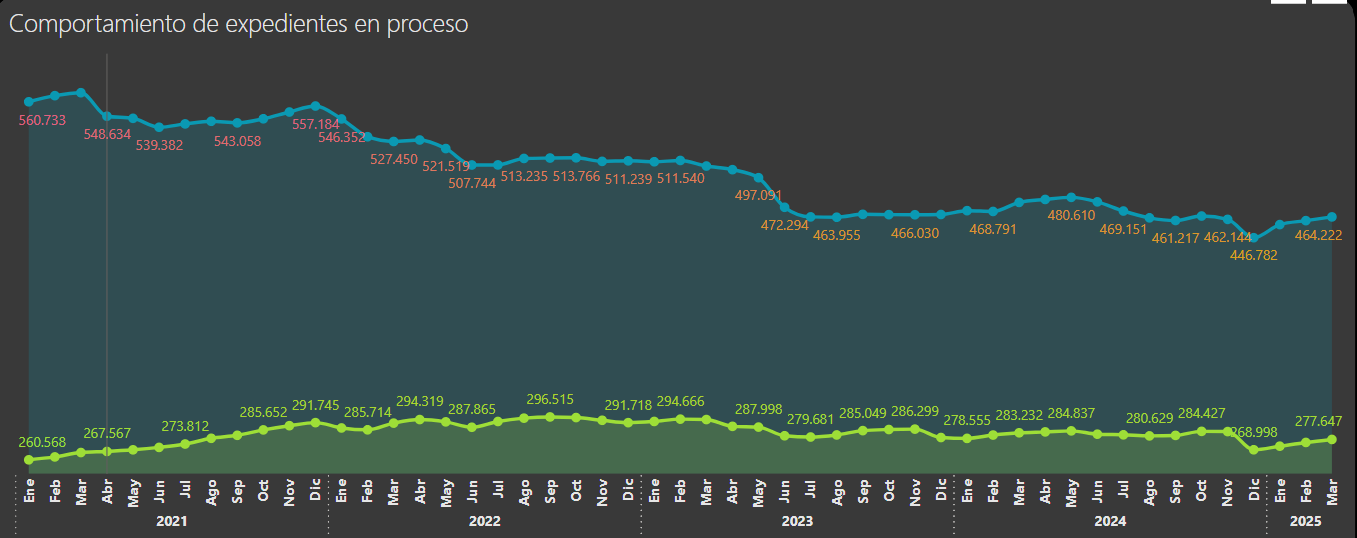 Comportamiento de expedientes en proceso
560.733 548.634 539.382 543.058 557.184 546.352 527.450 521.519 507.744 513.235 513.766 511.239 511.540 497.091 472.294 463.955 466.030 468.791 480.610 469.151 461.217 462.144 446.782 464.222
260.568 267.567 273.812 285.652 291.745 285.714 294.319 287.865 296.515 291.718 294.666 287.998 279.681 285.049 286.299 278.555 283.232 284.837 280.629 284.427 268.998 277.647
Ene Feb Mar Abr May Jun Jul Ago Sep Oct Nov Dic Ene Feb Mar Abr May Jun Jul Ago Sep Oct Nov Dic Ene Feb Mar Abr May Jun Jul Ago Sep Oct Nov Dic Ene Feb Mar Abr May Jun Jul Ago Sep Oct Nov Dic Ene Feb Mar
2021 2022 2023 2024 2025